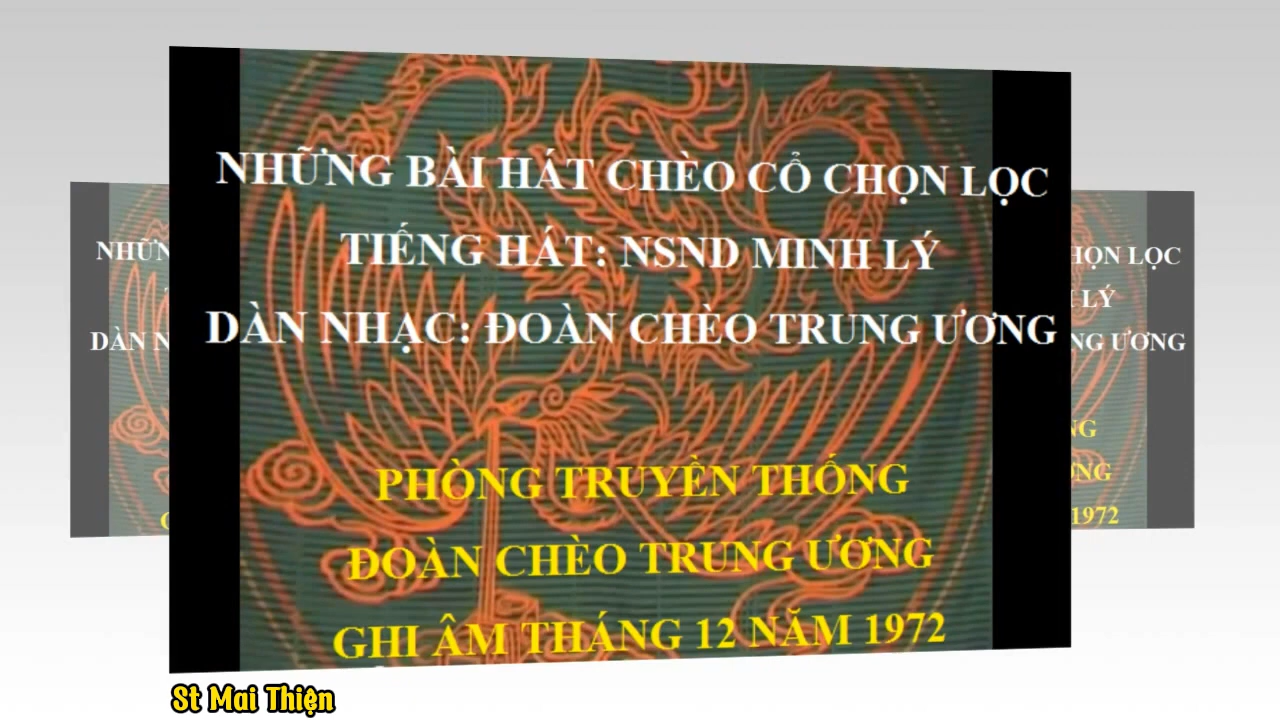 NHỮNG BÀI HÁT CHÈO CỔ CHỌN LỌC
TIẾNG HÁT: NSND MINH LÝ
DÀN NHẠC: ĐOÀN CHÈO TRUNG ƯƠNG
PHÒNG TRUYỀN THỐNG
ĐOÀN CHÈO TRUNG ƯƠNG
GHI ÂM THÁNG 12 NĂM 1972
St Mai Thiện